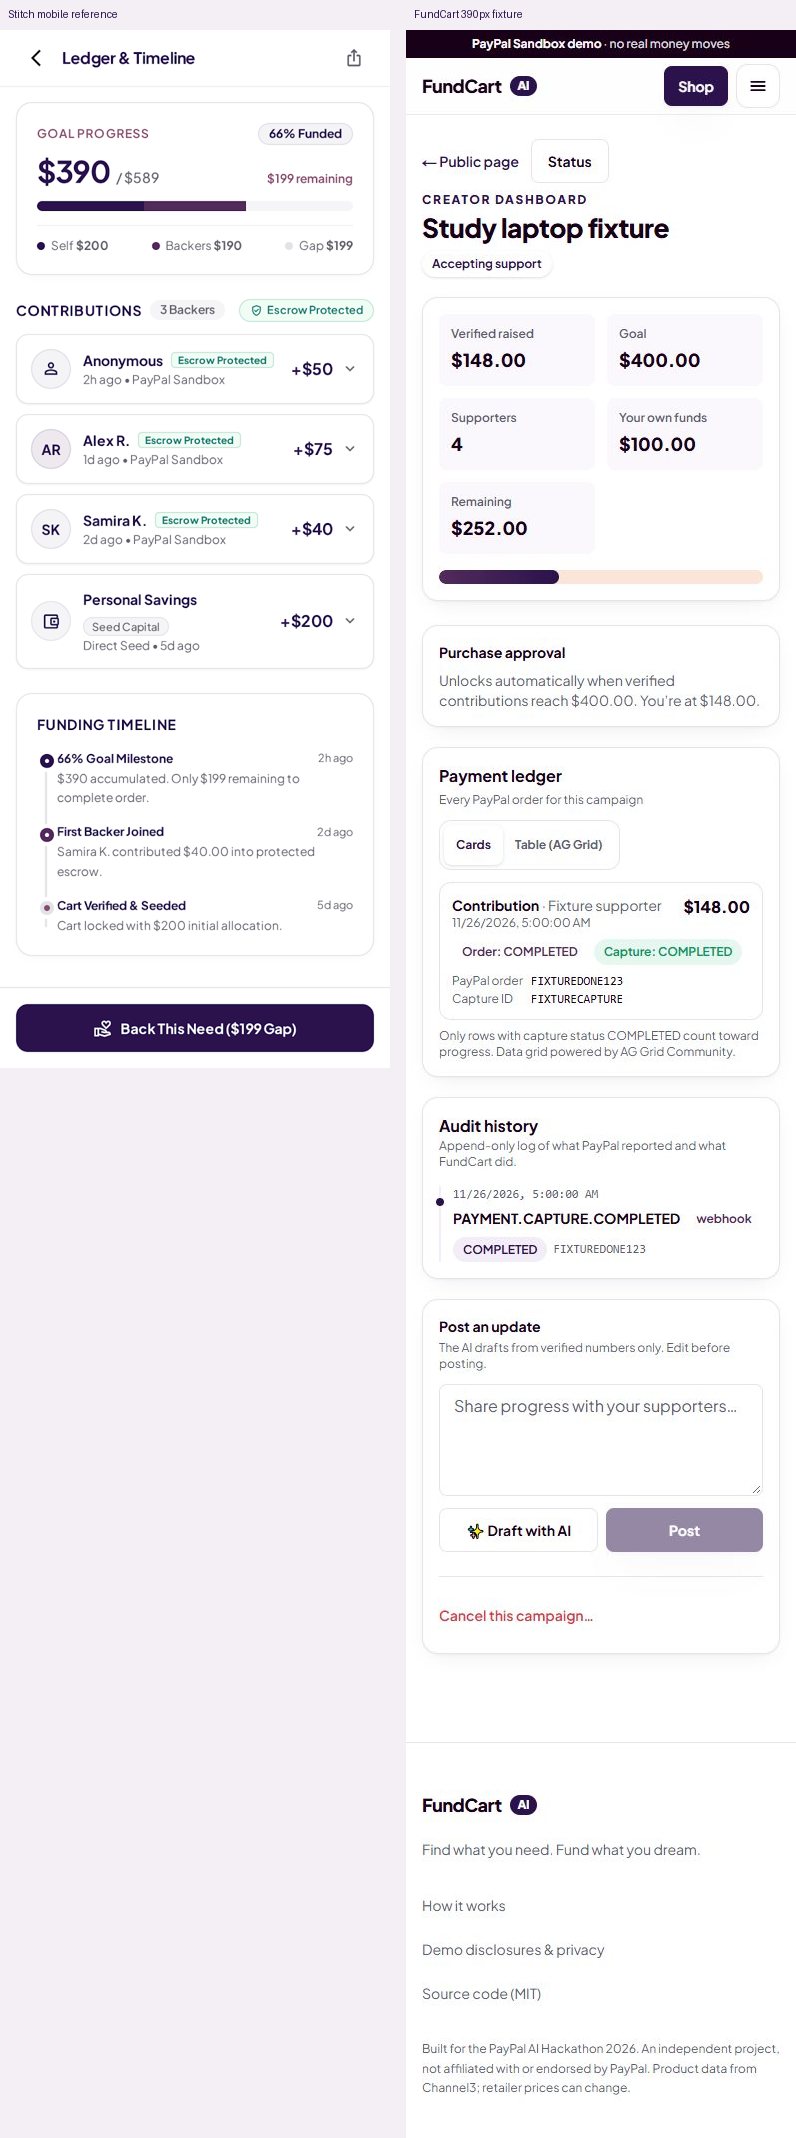 Stitch mobile reference
Ledger & Timeline
GOAL PROGRESS
66% Funded
$390 / $589
$199 remaining
Self $200
Backers $190
Gap $199
CONTRIBUTIONS
3 Backers
Escrow Protected
Anonymous
Escrow Protected
2h ago • PayPal Sandbox
+$50
AR
Alex R.
Escrow Protected
1d ago • PayPal Sandbox
+$75
SK
Samira K.
Escrow Protected
2d ago • PayPal Sandbox
+$40
Personal Savings
Seed Capital
Direct Seed • 5d ago
+$200
FUNDING TIMELINE
66% Goal Milestone
2h ago
$390 accumulated. Only $199 remaining to
complete order.
First Backer Joined
2d ago
Samira K. contributed $40.00 into protected
escrow.
Cart Verified & Seeded
5d ago
Cart locked with $200 initial allocation.
Back This Need ($199 Gap)
FundCart 390px fixture
PayPal Sandbox demo · no real money moves
FundCart AI
Shop
← Public page
Status
CREATOR DASHBOARD
Study laptop fixture
Accepting support
Verified raised
$148.00
Goal
$400.00
Supporters
4
Your own funds
$100.00
Remaining
$252.00
Purchase approval
Unlocks automatically when verified
contributions reach $400.00. You're at $148.00.
Payment ledger
Every PayPal order for this campaign
Cards
Table (AG Grid)
Contribution · Fixture supporter
$148.00
11/26/2026, 5:00:00 AM
Order: COMPLETED
Capture: COMPLETED
PayPal order FIXTUREDONE123
Capture ID FIXTURECAPTURE
Only rows with capture status COMPLETED count toward
progress. Data grid powered by AG Grid Community.
Audit history
Append-only log of what PayPal reported and what
FundCart did.
11/26/2026, 5:00:00 AM
PAYMENT.CAPTURE.COMPLETED
webhook
COMPLETED
FIXTUREDONE123
Post an update
The AI drafts from verified numbers only. Edit before
posting.
Share progress with your supporters…
✨ Draft with AI
Post
Cancel this campaign…
FundCart AI
Find what you need. Fund what you dream.
How it works
Demo disclosures & privacy
Source code (MIT)
Built for the PayPal AI Hackathon 2026. An independent project,
not affiliated with or endorsed by PayPal. Product data from
Channel3; retailer prices can change.